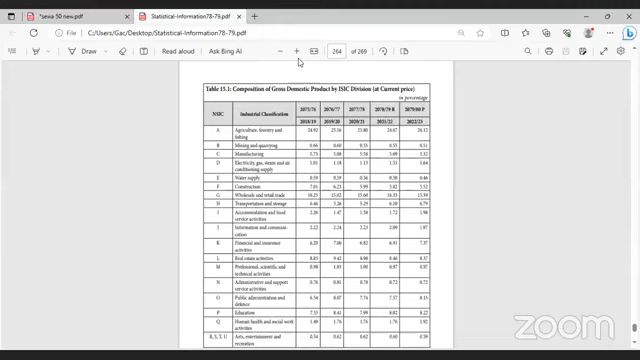 *sewa 50 new.pdf
Statistical-Information78-79.pdf
File
C:/Users/Gac/Desktop/Statistical-Information78-79.pdf
Draw
Read aloud
Ask Bing AI
264 of 269
Table 15.1: Composition of Gross Domestic Product by ISIC Division (at Current price)
in percentage
NSIC Industrial Classification 2075/76 2076/77 2077/78 2078/79 R 2079/80 P
2018/19 2019/20 2020/21 2021/22 2022/23
A Agriculture, forestry and fishing 24.92 25.16 25.80 24.67 24.12
B Mining and quarrying 0.66 0.60 0.55 0.55 0.51
C Manufacturing 5.75 5.08 5.58 5.69 5.32
D Electricity, gas, steam and air conditioning supply 1.01 1.18 1.13 1.35 1.64
E Water supply 0.59 0.59 0.56 0.50 0.46
F Construction 7.01 6.23 5.99 5.82 5.52
G Wholesale and retail trade 16.25 15.02 15.60 16.35 15.39
H Transportation and storage 6.46 5.26 5.29 6.10 6.79
I Accommodation and food service activities 2.26 1.47 1.58 1.72 1.98
J Information and communication 2.22 2.24 2.23 2.09 1.97
K Financial and insurance activities 6.20 7.06 6.82 6.91 7.37
L Real estate activities 8.85 9.42 8.98 8.46 8.37
M Professional, scientific and technical activities 0.98 1.03 1.00 0.97 0.97
N Administrative and support service activities 0.76 0.81 0.78 0.72 0.72
O Public administration and defence 6.54 8.07 7.76 7.57 8.15
P Education 7.55 8.41 7.99 8.02 8.22
Q Human health and social work activities 1.49 1.76 1.76 1.76 1.92
R, S, T, U Arts, entertainment and recreation 0.54 0.62 0.62 0.60 0.59
zoom